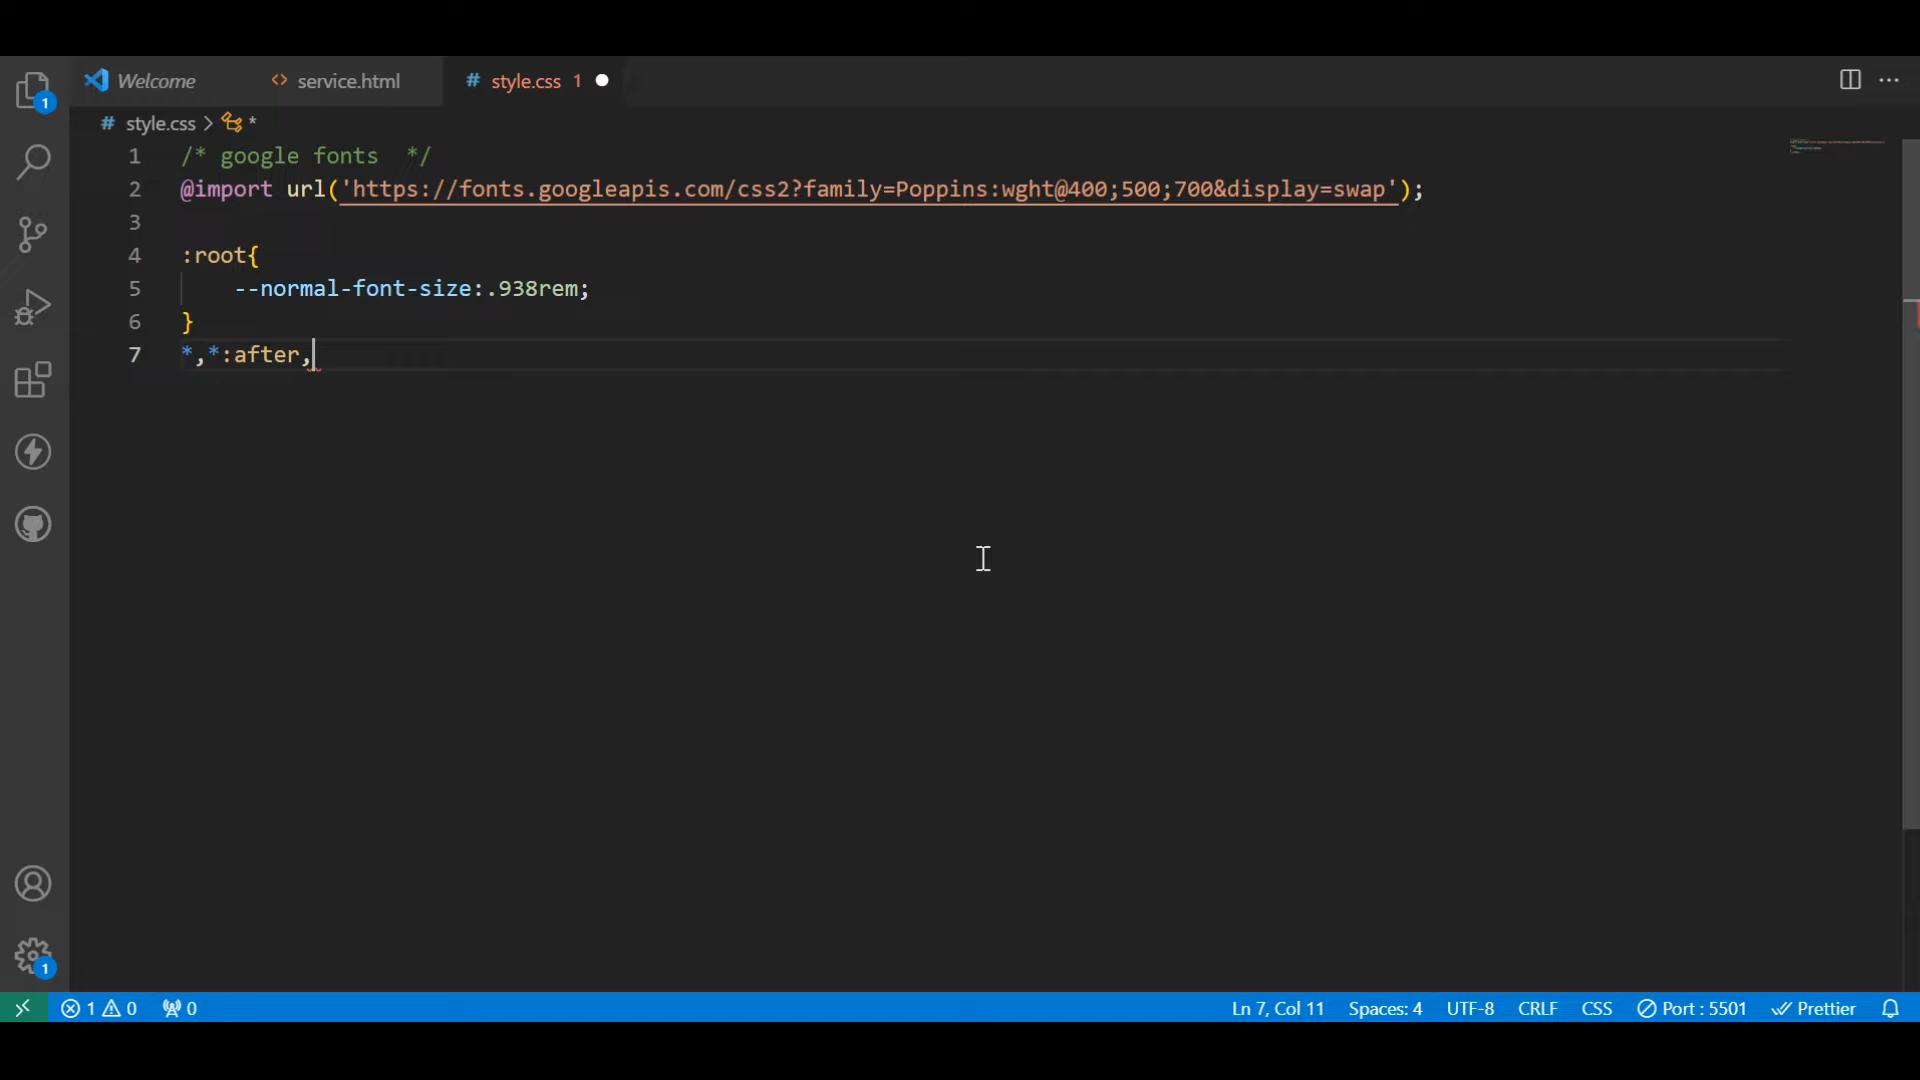 Welcome
service.html
style.css 1
style.css > *
1 /* google fonts  */
2 @import url('https://fonts.googleapis.com/css2?family=Poppins:wght@400;500;700&display=swap');
3
4 :root{
5     --normal-font-size:.938rem;
6 }
7 *,*:after,
1
1
1 0 0
Ln 7, Col 11 Spaces: 4 UTF-8 CRLF CSS Port : 5501 Prettier